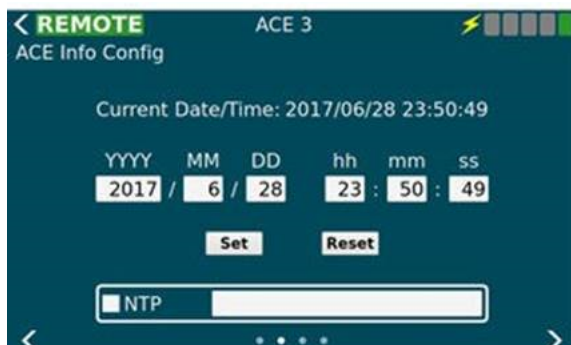 < REMOTE ACE 3
ACE Info Config
Current Date/Time: 2017/06/28 23:50:49
YYYY MM DD hh mm ss
2017 / 6 / 28 23 : 50 : 49
Set Reset
NTP
< >